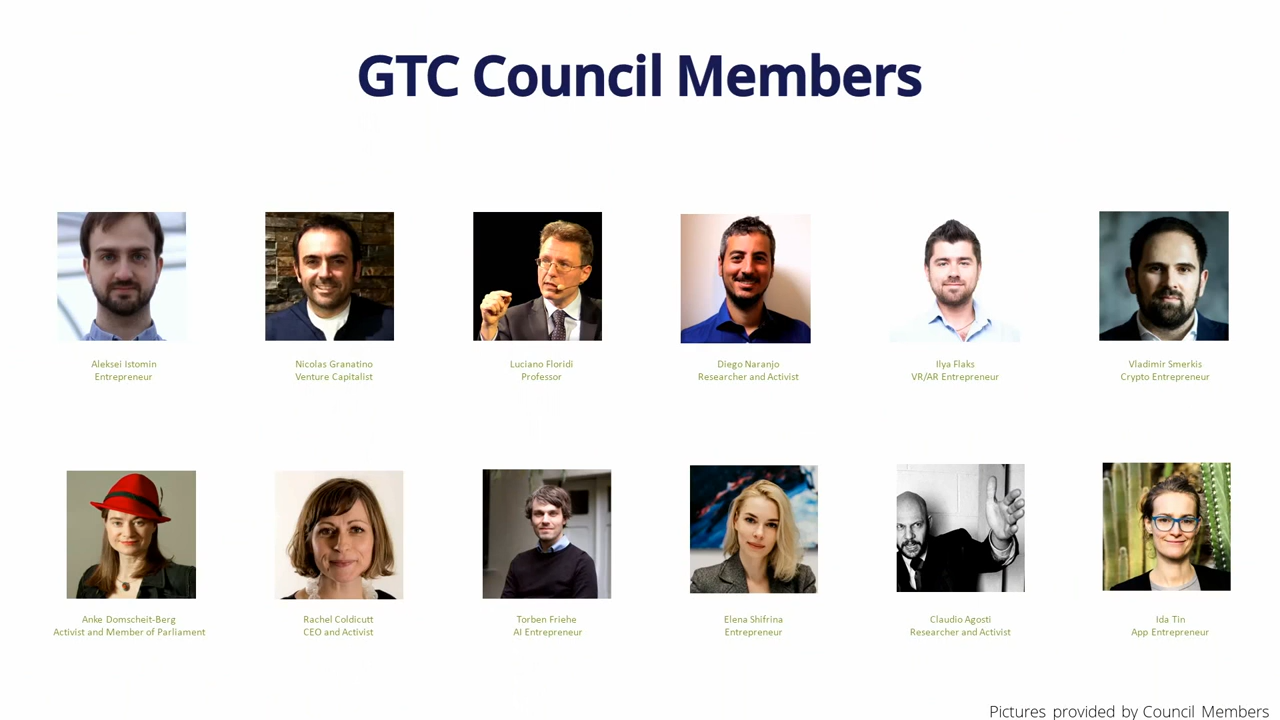 GTC Council Members
Aleksei Istomin
Entrepreneur
Nicolas Granatino
Venture Capitalist
Luciano Floridi
Professor
Diego Naranjo
Researcher and Activist
Ilya Flaks
VR/AR Entrepreneur
Vladimir Smerkis
Crypto Entrepreneur
Anke Domscheit-Berg
Activist and Member of Parliament
Rachel Coldicutt
CEO and Activist
Torben Friehe
AI Entrepreneur
Elena Shifrina
Entrepreneur
Claudio Agosti
Researcher and Activist
Ida Tin
App Entrepreneur
Pictures provided by Council Members